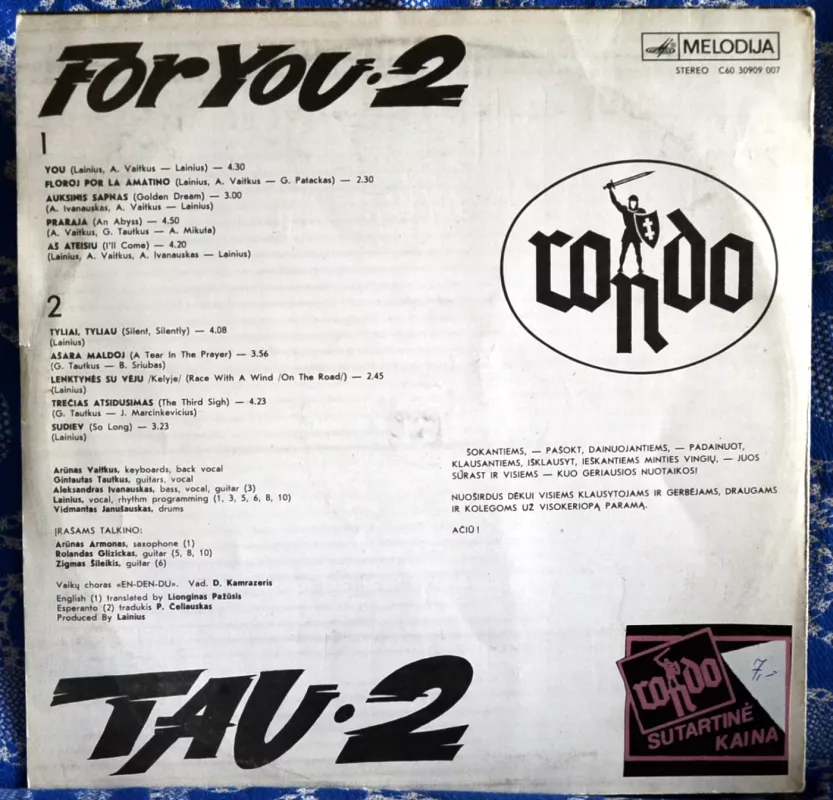 For You·2
MELODIJA
STEREO C60 30909 007
1
YOU (Lainius, A. Vaitkus — Lainius) — 4.30
FLOROJ POR LA AMATINO (Lainius, A. Vaitkus — G. Patackas) — 2.30
AUKSINIS SAPNAS (Golden Dream) — 3.00
(A. Ivanauskas, A. Vaitkus — Lainius)
PRARAJA (An Abyss) — 4.50
(A. Vaitkus, G. Tautkus — A. Mikuta)
AŠ ATEISIU (I'll Come) — 4.20
(Lainius, A. Vaitkus, A. Ivanauskas — Lainius)
rondo
2
TYLIAI, TYLIAU (Silent, Silently) — 4.08
(Lainius)
AŠARA MALDOJ (A Tear In The Prayer) — 3.56
(G. Tautkus — B. Sriubas)
LENKTYNĖS SU VĖJU /Kelyje/ (Race With A Wind /On The Road/) — 2.45
(Lainius)
TREČIAS ATSIDUSIMAS (The Third Sigh) — 4.23
(G. Tautkus — J. Marcinkevicius)
SUDIEV (So Long) — 3.23
(Lainius)
Arūnas Vaitkus, keyboards, back vocal
Gintautas Tautkus, guitars, vocal
Aleksandras Ivanauskas, bass, vocal, guitar (3)
Lainius, vocal, rhythm programming (1, 3, 5, 6, 8, 10)
Vidmantas Janušauskas, drums
ĮRAŠAMS TALKINO:
Arūnas Armonas, saxophone (1)
Rolandas Glizickas, guitar (5, 8, 10)
Zigmas Šileikis, guitar (6)
Vaikų choras «EN-DEN-DU». Vad. D. Kamrazeris
English (1) translated by Lionginas Pažūsis
Esperanto (2) tradukis P. Čeliauskas
Produced By Lainius
ŠOKANTIEMS, — PAŠOKT, DAINUOJANTIEMS, — PADAINUOT,
KLAUSANTIEMS, IŠKLAUSYT, IEŠKANTIEMS MINTIES VINGIŲ, — JUOS
SŪRAST IR VISIEMS — KUO GERIAUSIOS NUOTAIKOS!
NUOŠIRDUS DĖKUI VISIEMS KLAUSYTOJAMS IR GERBĖJAMS, DRAUGAMS
IR KOLEGOMS UŽ VISOKERIOPĄ PARAMĄ.
AČIŪ!
TAU·2
rondo
7,-
SUTARTINĖ
KAINA